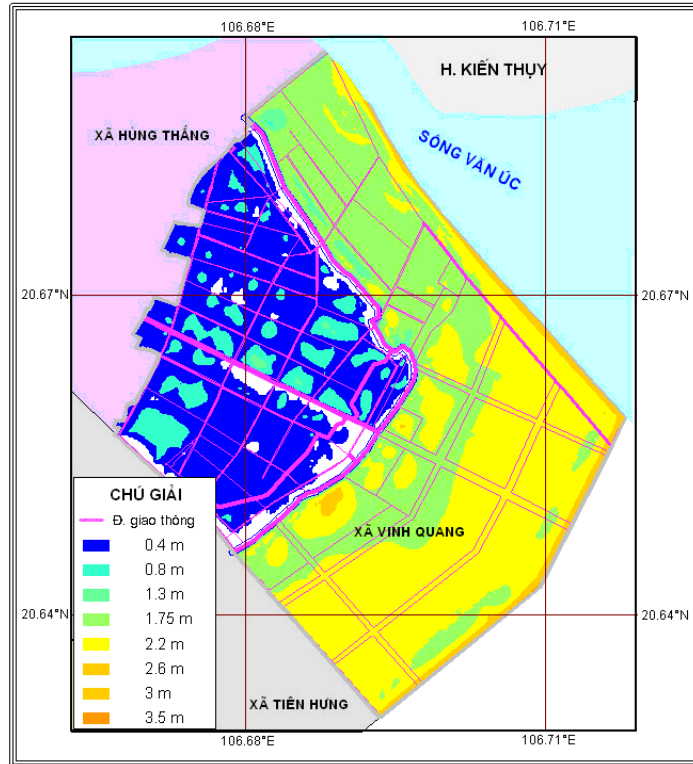 106.68°E 106.71°E
H. KIẾN THỤY
XÃ HÙNG THẮNG
SÔNG VĂN ÚC
20.67°N 20.67°N
CHÚ GIẢI
Đ. giao thông
0.4 m
0.8 m
1.3 m
1.75 m
2.2 m
2.6 m
3 m
3.5 m
XÃ VINH QUANG
20.64°N 20.64°N
XÃ TIÊN HƯNG
106.68°E 106.71°E